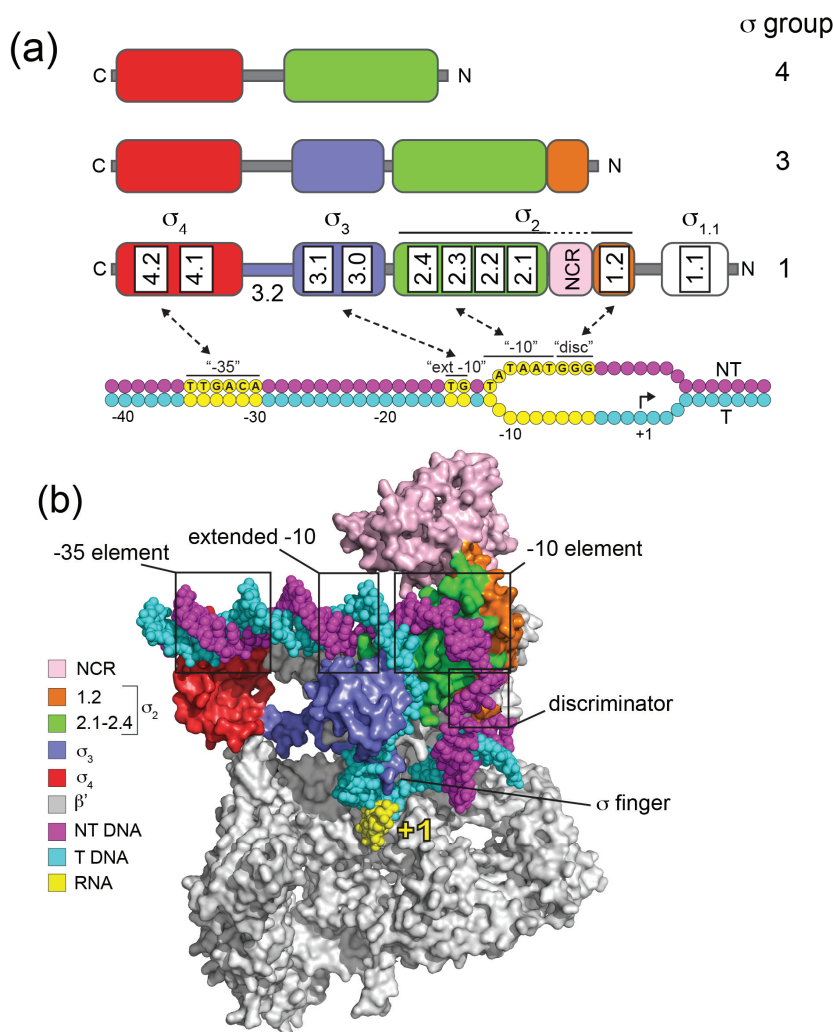 (a)
σ group
C N 4
C N 3
σ4 σ3 σ2 σ1.1
C 4.2 4.1 3.1 3.0 2.4 2.3 2.2 2.1 NCR 1.2 1.1 N 1
3.2
“-35” “ext -10” “-10” “disc”
T T G A C A T G T A T A A T G G G NT
-40 -30 -20 -10 +1 T
(b)
-35 element
extended -10
-10 element
NCR
1.2
2.1-2.4
σ2
σ3
σ4
β’
NT DNA
T DNA
RNA
discriminator
σ finger
+1